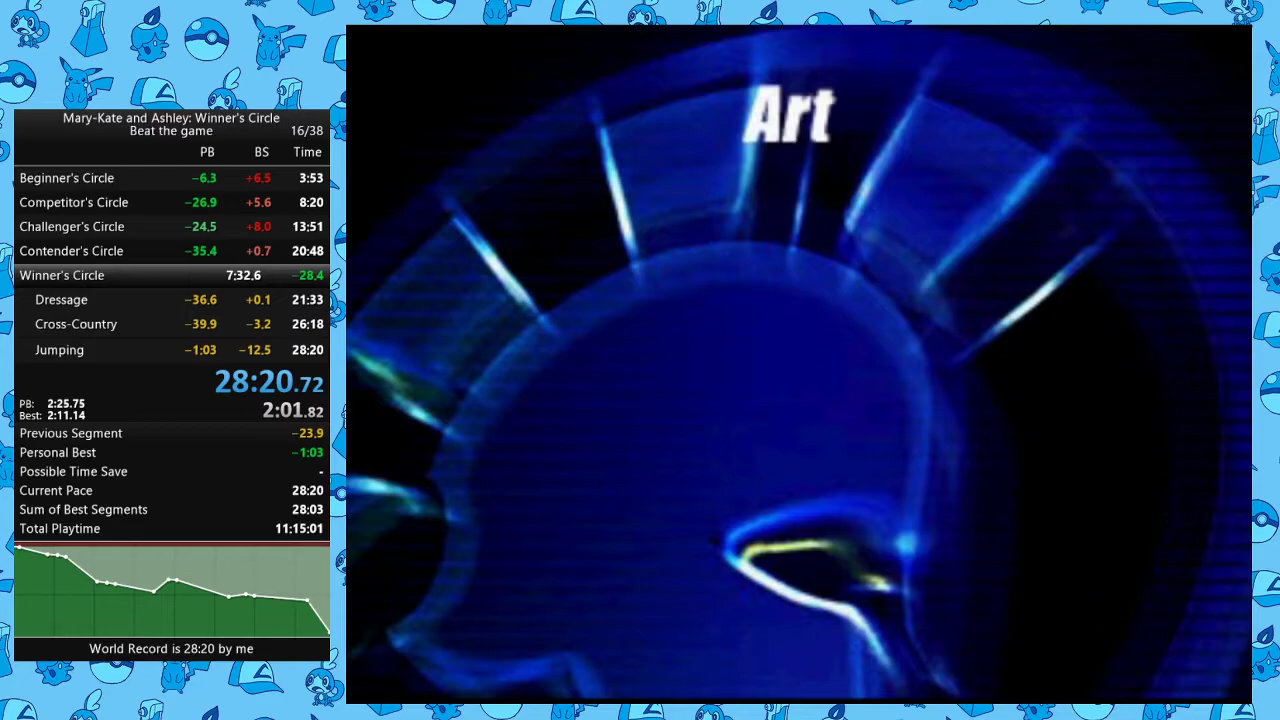 Mary-Kate and Ashley: Winner's Circle
Beat the game 16/38
PB BS Time
Beginner's Circle −6.3 +6.5 3:53
Competitor's Circle −26.9 +5.6 8:20
Challenger's Circle −24.5 +8.0 13:51
Contender's Circle −35.4 +0.7 20:48
Winner's Circle 7:32.6 −28.4
Dressage −36.6 +0.1 21:33
Cross-Country −39.9 −3.2 26:18
Jumping −1:03 −12.5 28:20
28:20.72
PB: 2:25.75
Best: 2:11.14
2:01.82
Previous Segment −23.9
Personal Best −1:03
Possible Time Save -
Current Pace 28:20
Sum of Best Segments 28:03
Total Playtime 11:15:01
World Record is 28:20 by me
Art